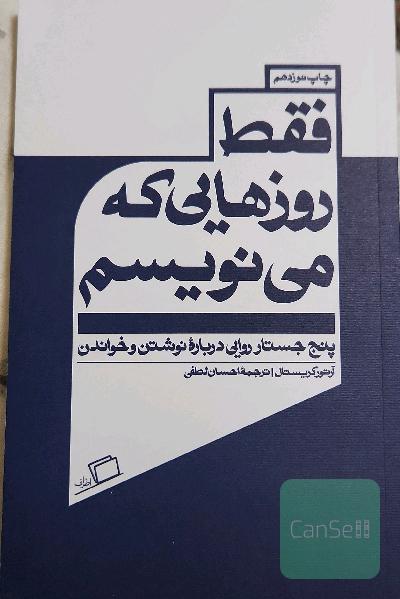 چاپ سوزدهم
فقط
روزهایی که
می‌نویسم
پنج جستار روایی دربارهٔ نوشتن و خواندن
آرتور کریستال | ترجمهٔ احسان لطفی
اطراف
CanSell